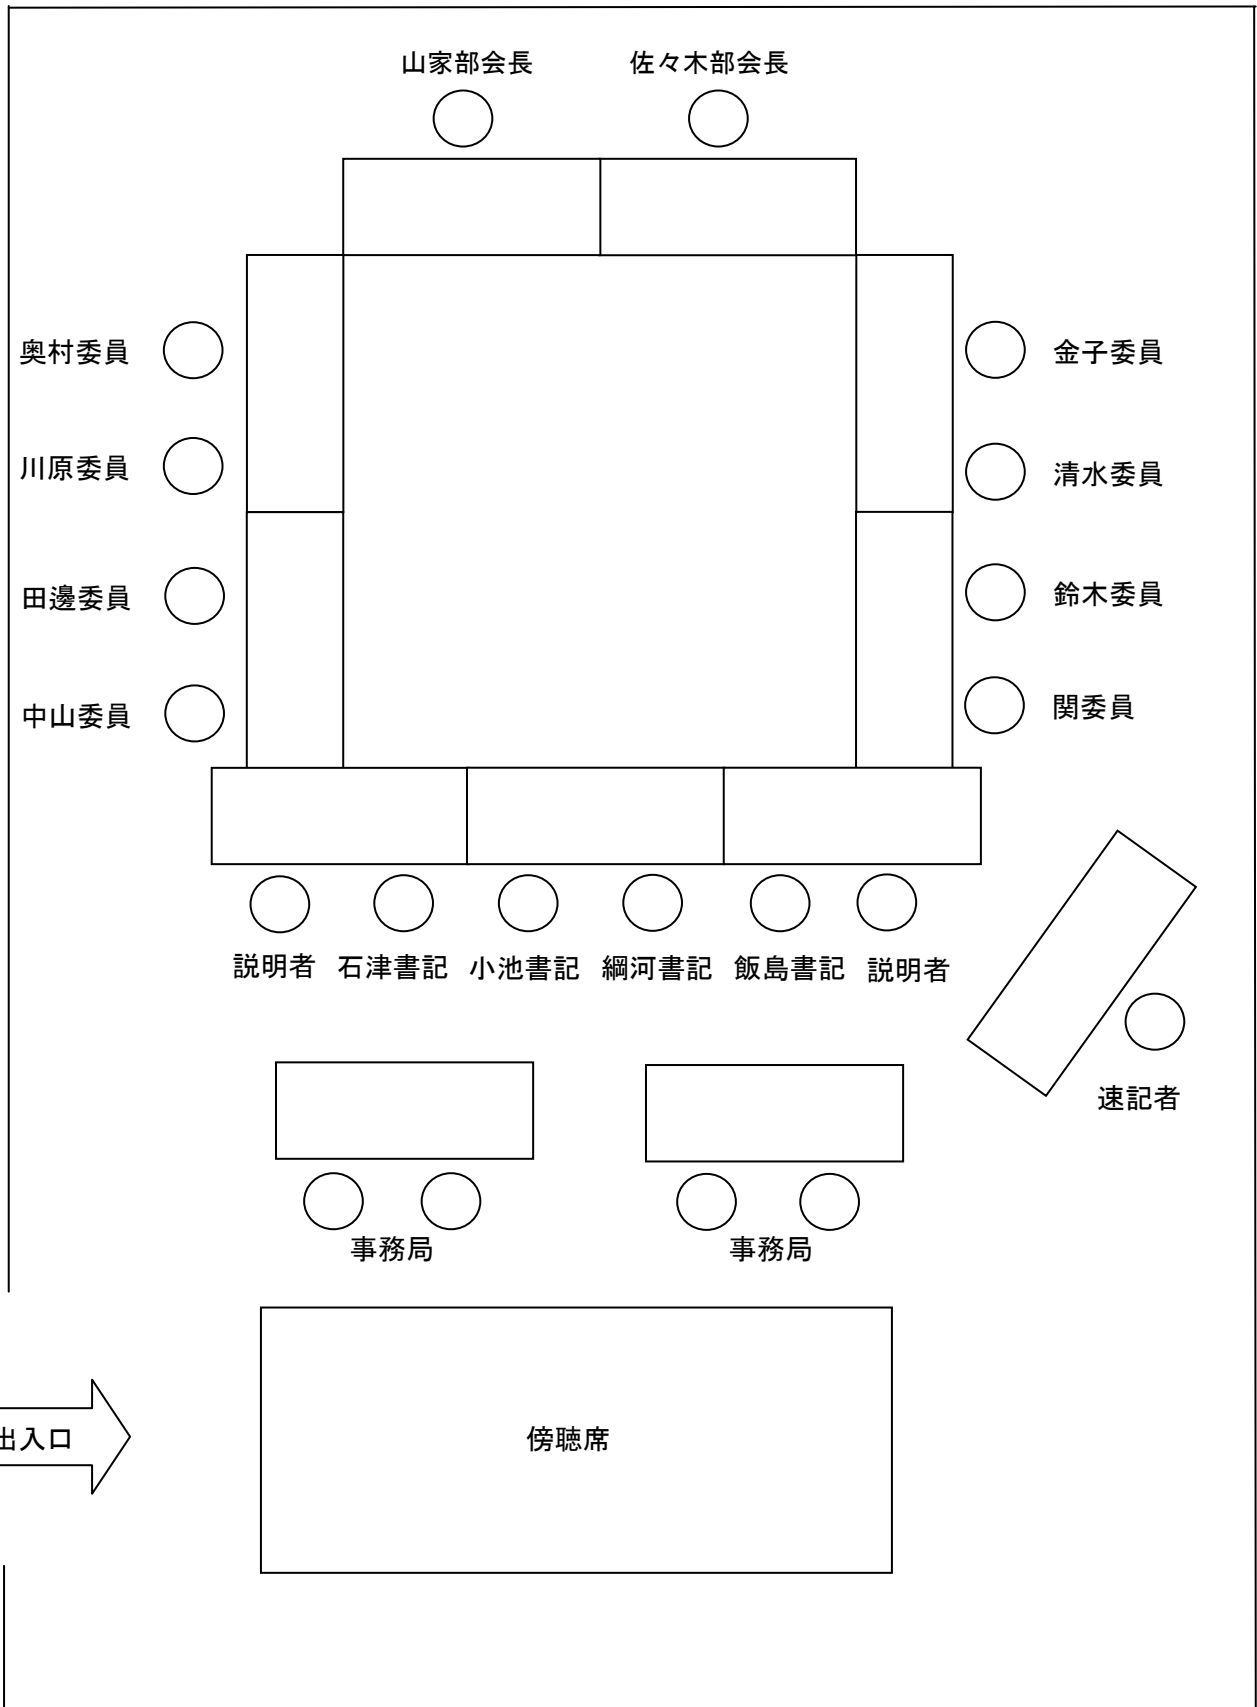 山家部会長
佐々木部会長
奥村委員
金子委員
川原委員
清水委員
田邊委員
鈴木委員
中山委員
関委員
説明者
石津書記
小池書記
綱河書記
飯島書記
説明者
速記者
事務局
事務局
出入口
傍聴席